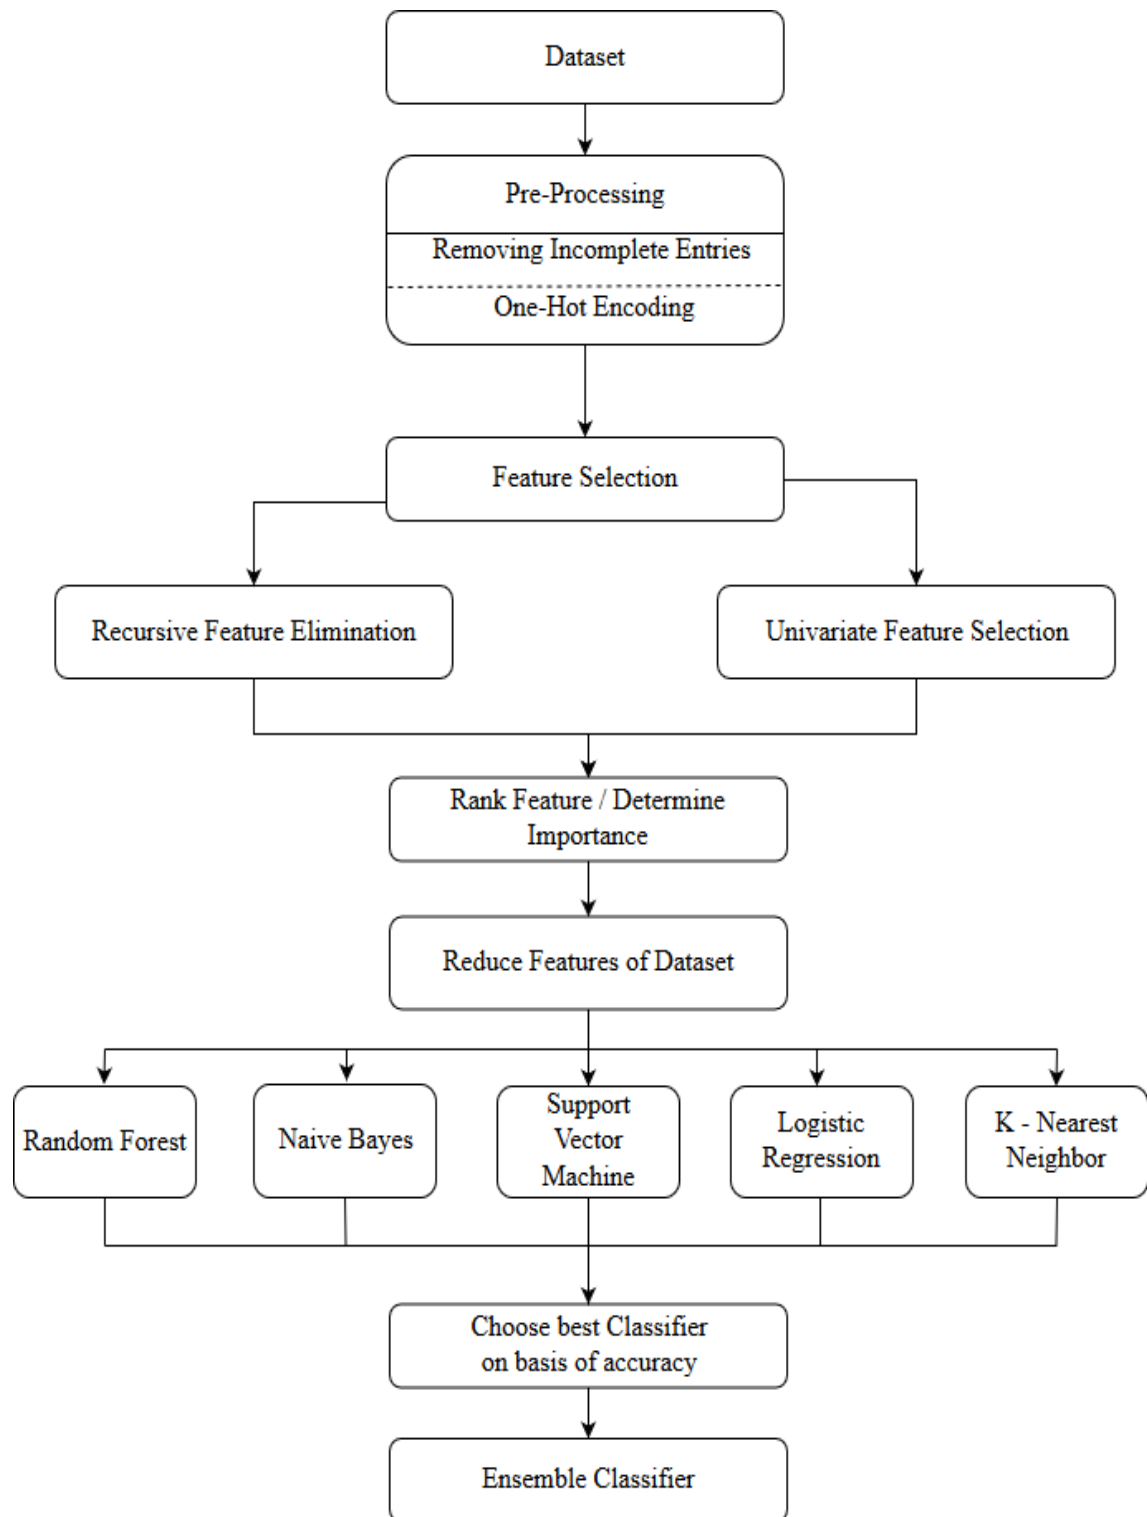 Dataset
Pre-Processing
Removing Incomplete Entries
One-Hot Encoding
Feature Selection
Recursive Feature Elimination
Univariate Feature Selection
Rank Feature / Determine
Importance
Reduce Features of Dataset
Random Forest
Naive Bayes
Support
Vector
Machine
Logistic
Regression
K - Nearest
Neighbor
Choose best Classifier
on basis of accuracy
Ensemble Classifier